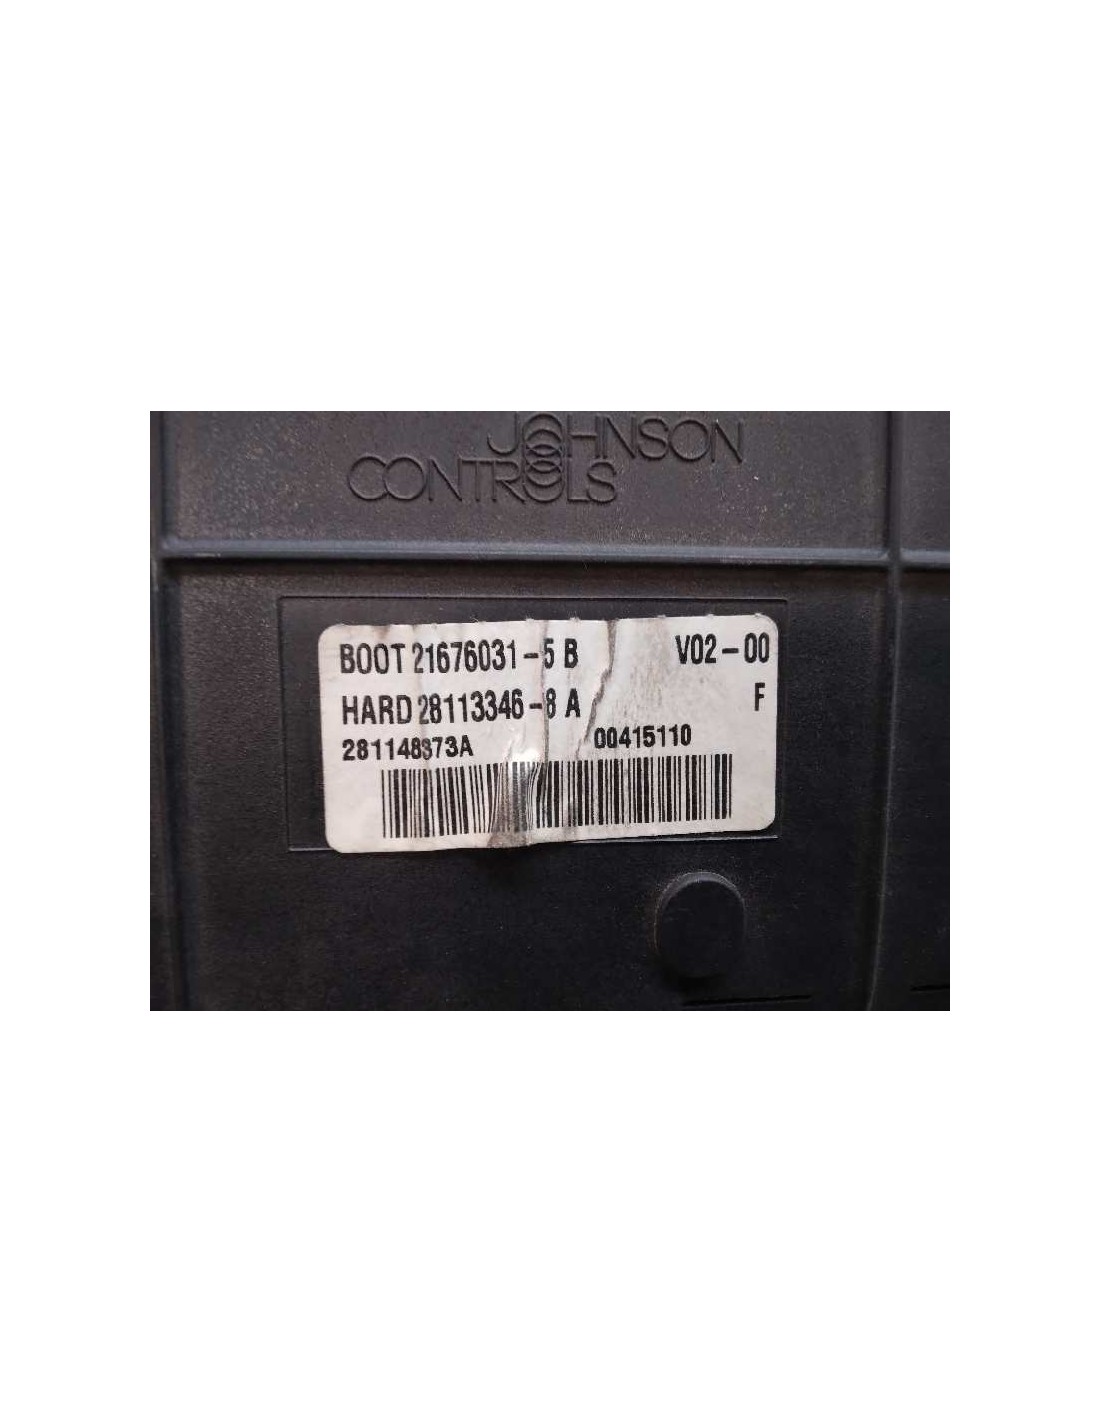 JOHNSON
CONTROLS
BOOT 21676031-5 B V02-00
HARD 28113346-8 A F
281148373A 00415110